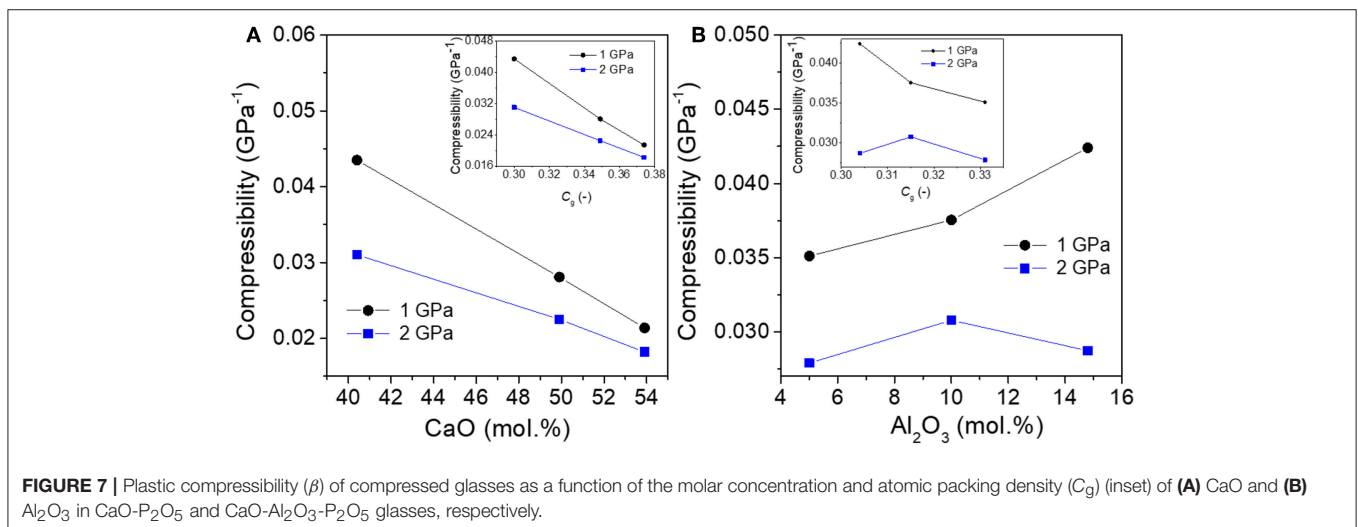 A
0.06
0.05
0.04
0.03
0.02
Compressibility (GPa⁻¹)
40 42 44 46 48 50 52 54
CaO (mol.%)
1 GPa
2 GPa
0.048
0.040
0.032
0.024
0.016
Compressibility (GPa⁻¹)
0.30 0.32 0.34 0.36 0.38
Cg (-)
1 GPa
2 GPa
B
0.050
0.045
0.040
0.035
0.030
Compressibility (GPa⁻¹)
4 6 8 10 12 14 16
Al₂O₃ (mol.%)
1 GPa
2 GPa
0.040
0.035
0.030
Compressibility (GPa⁻¹)
0.30 0.31 0.32 0.33
Cg (-)
1 GPa
2 GPa
FIGURE 7 | Plastic compressibility (β) of compressed glasses as a function of the molar concentration and atomic packing density (Cg) (inset) of (A) CaO and (B)
Al₂O₃ in CaO-P₂O₅ and CaO-Al₂O₃-P₂O₅ glasses, respectively.